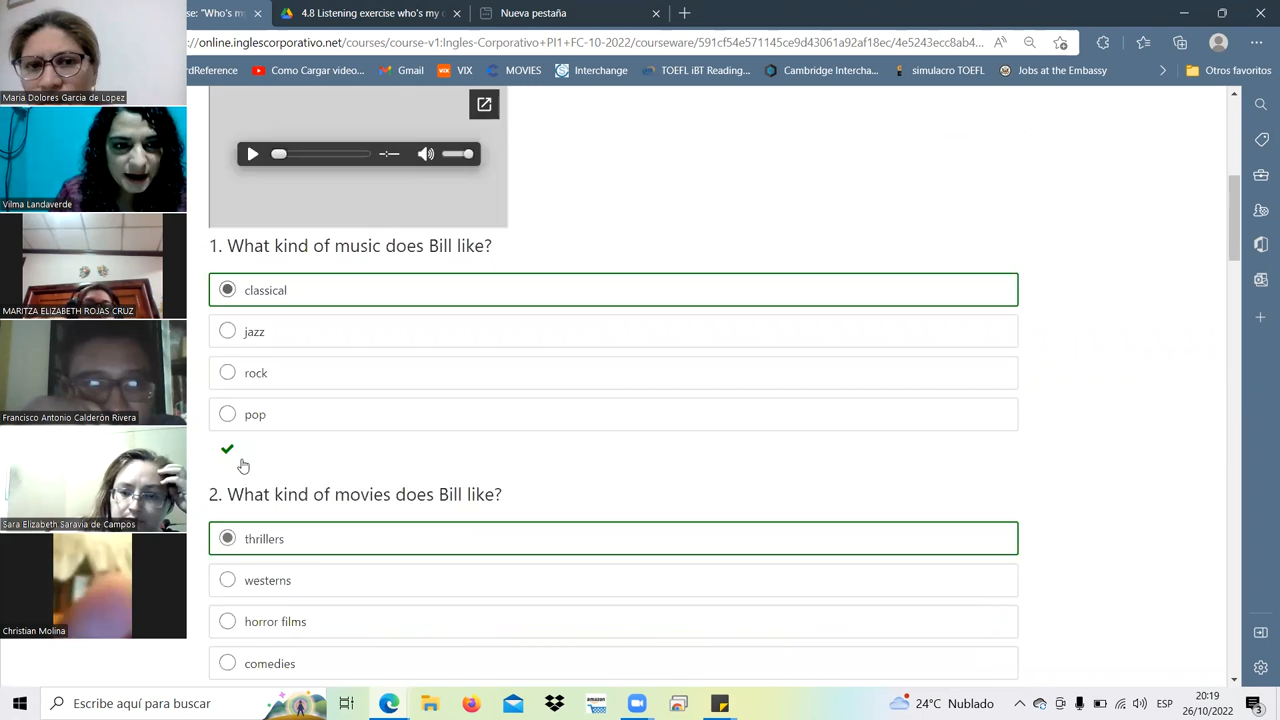 se: "Who's m
4.8 Listening exercise who's my
Nueva pestaña
://online.inglescorporativo.net/courses/course-v1:Ingles-Corporativo+PI1+FC-10-2022/courseware/591cf54e571145ce9d43061a92af18ec/4e5243ecc8ab4...
rdReference
Como Cargar video...
Gmail
VIX
MOVIES
Interchange
TOEFL iBT Reading...
Cambridge Intercha...
simulacro TOEFL
Jobs at the Embassy
Otros favoritos
Maria Dolores Garcia de Lopez
Vilma Landaverde
MARITZA ELIZABETH ROJAS CRUZ
Francisco Antonio Calderón Rivera
Sara Elizabeth Saravia de Campos
Christian Molina
-:--
1. What kind of music does Bill like?
classical
jazz
rock
pop
2. What kind of movies does Bill like?
thrillers
westerns
horror films
comedies
Escribe aquí para buscar
amazon
24°C Nublado
ESP
20:19
26/10/2022
3